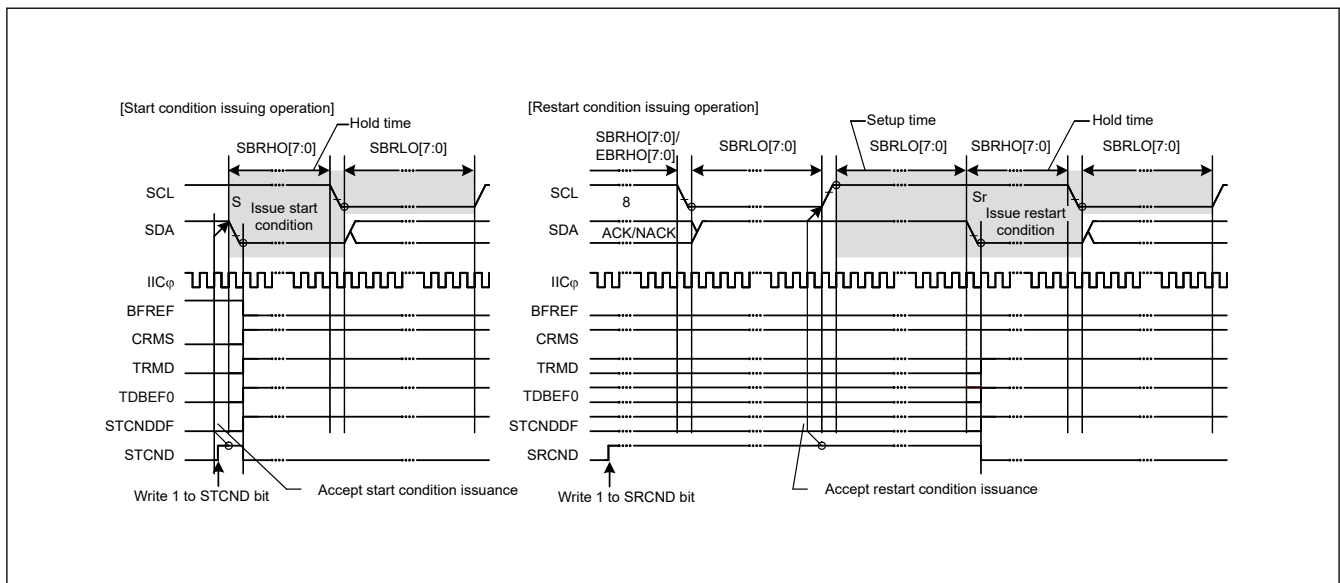 [Start condition issuing operation]
Hold time
SBRHO[7:0]
SBRLO[7:0]
SCL
S
Issue start
condition
SDA
IICφ
BFREF
CRMS
TRMD
TDBEF0
STCNDDF
STCND
Write 1 to STCND bit
Accept start condition issuance
[Restart condition issuing operation]
Setup time
Hold time
SBRHO[7:0]/
EBRHO[7:0]
SBRLO[7:0]
SBRLO[7:0]
SBRHO[7:0]
SBRLO[7:0]
SCL
8
Sr
Issue restart
condition
SDA
ACK/NACK
IICφ
BFREF
CRMS
TRMD
TDBEF0
STCNDDF
SRCND
Write 1 to SRCND bit
Accept restart condition issuance